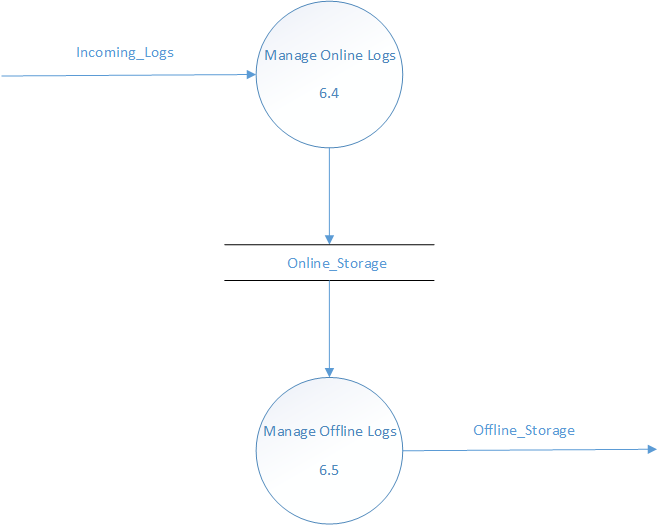 Incoming_Logs
Manage Online Logs
6.4
Online_Storage
Manage Offline Logs
6.5
Offline_Storage